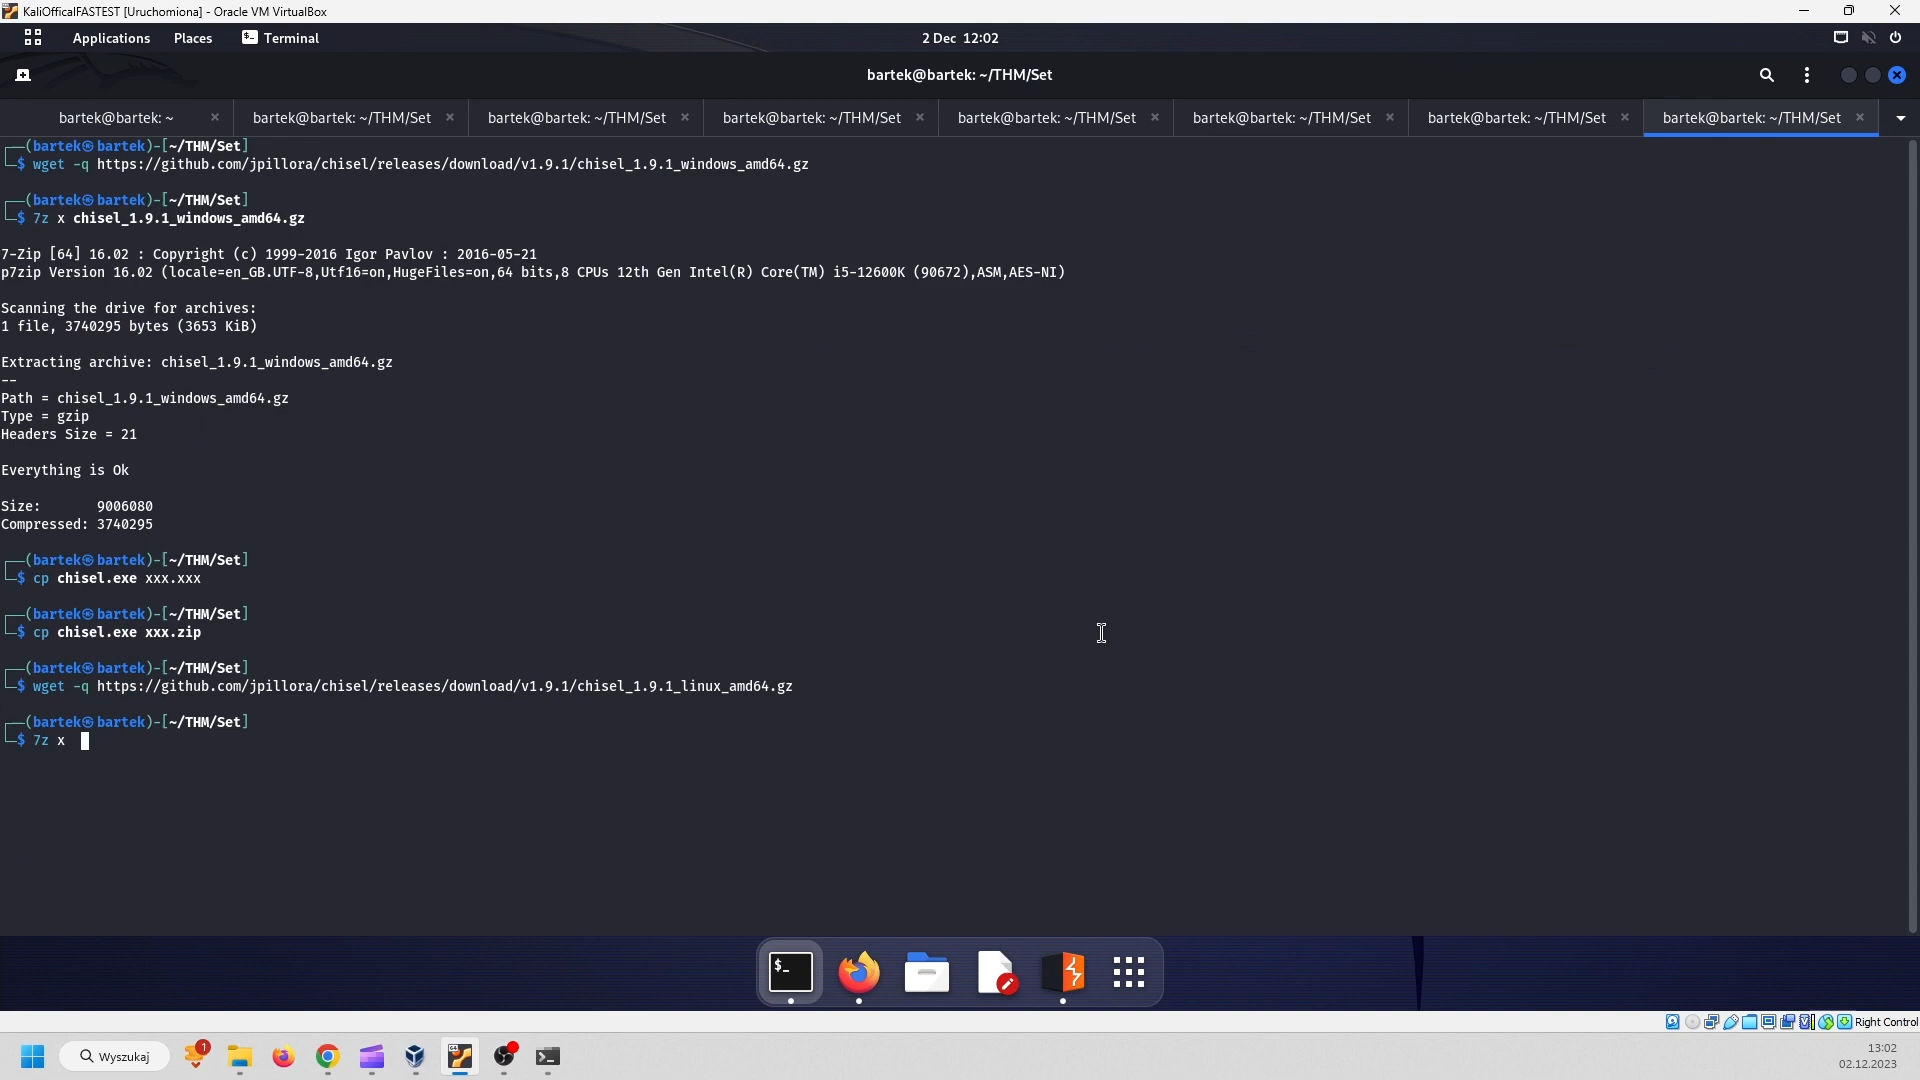 KaliOfficalFASTEST [Uruchomiona] - Oracle VM VirtualBox
Applications Places Terminal 2 Dec 12:02
bartek@bartek: ~/THM/Set
bartek@bartek: ~ bartek@bartek: ~/THM/Set bartek@bartek: ~/THM/Set bartek@bartek: ~/THM/Set bartek@bartek: ~/THM/Set bartek@bartek: ~/THM/Set bartek@bartek: ~/THM/Set bartek@bartek: ~/THM/Set
┌──(bartek㉿bartek)-[~/THM/Set]
└─$ wget -q https://github.com/jpillora/chisel/releases/download/v1.9.1/chisel_1.9.1_windows_amd64.gz
┌──(bartek㉿bartek)-[~/THM/Set]
└─$ 7z x chisel_1.9.1_windows_amd64.gz
7-Zip [64] 16.02 : Copyright (c) 1999-2016 Igor Pavlov : 2016-05-21
p7zip Version 16.02 (locale=en_GB.UTF-8,Utf16=on,HugeFiles=on,64 bits,8 CPUs 12th Gen Intel(R) Core(TM) i5-12600K (90672),ASM,AES-NI)
Scanning the drive for archives:
1 file, 3740295 bytes (3653 KiB)
Extracting archive: chisel_1.9.1_windows_amd64.gz
--
Path = chisel_1.9.1_windows_amd64.gz
Type = gzip
Headers Size = 21
Everything is Ok
Size: 9006080
Compressed: 3740295
┌──(bartek㉿bartek)-[~/THM/Set]
└─$ cp chisel.exe xxx.xxx
┌──(bartek㉿bartek)-[~/THM/Set]
└─$ cp chisel.exe xxx.zip
┌──(bartek㉿bartek)-[~/THM/Set]
└─$ wget -q https://github.com/jpillora/chisel/releases/download/v1.9.1/chisel_1.9.1_linux_amd64.gz
┌──(bartek㉿bartek)-[~/THM/Set]
└─$ 7z x
$_
Right Control
Wyszukaj 1
13:02
02.12.2023